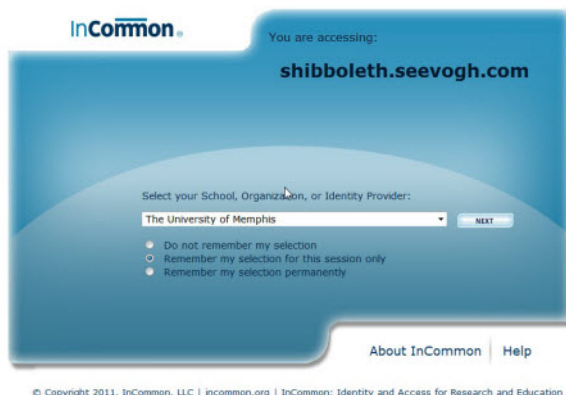 InCommon®
You are accessing:
shibboleth.seevogh.com
Select your School, Organization, or Identity Provider:
The University of Memphis
NEXT
Do not remember my selection
Remember my selection for this session only
Remember my selection permanently
About InCommon Help
© Copyright 2011, InCommon, LLC | incommon.org | InCommon: Identity and Access for Research and Education